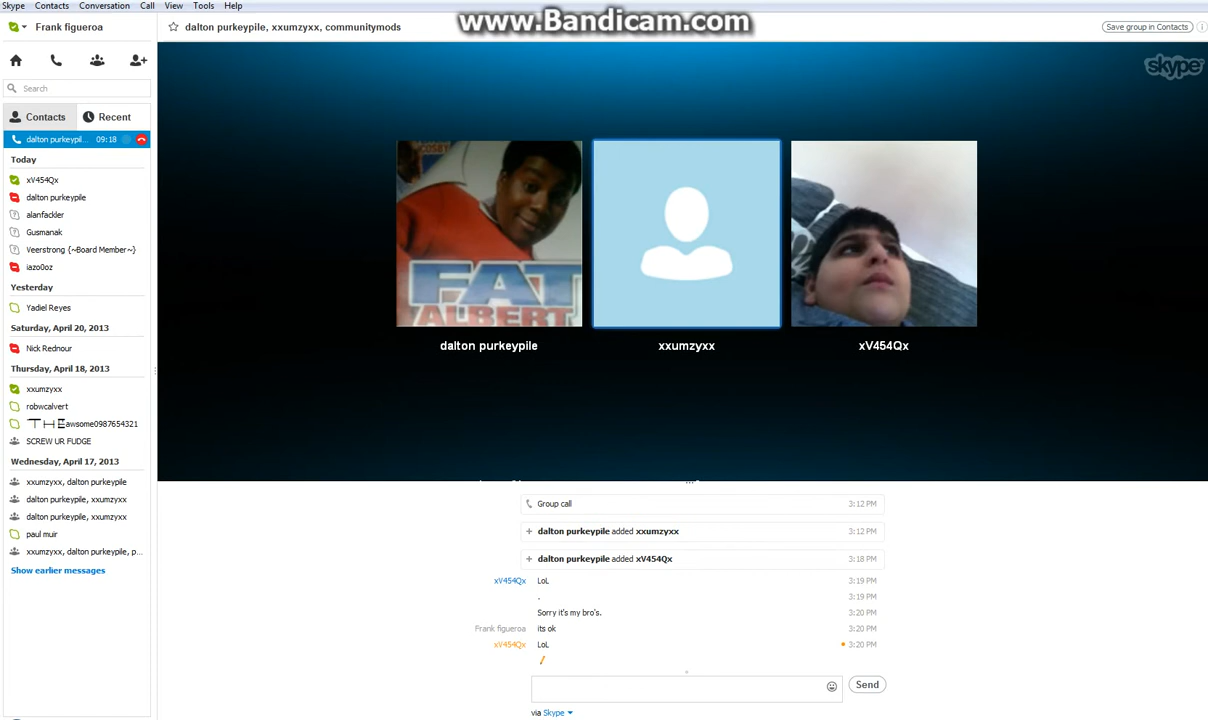 Skype Contacts Conversation Call View Tools Help
www.Bandicam.com
Frank figueroa
dalton purkeypile, xxumzyxx, communitymods
Save group in Contacts
skype
Search
Contacts
Recent
dalton purkeypil... 09:18
Today
xV454Qx
dalton purkeypile
alanfackler
Gusmanak
Veerstrong {~Board Member~}
iazo0oz
Yesterday
Yadiel Reyes
Saturday, April 20, 2013
Nick Rednour
Thursday, April 18, 2013
xxumzyxx
robwcalvert
T H E awsome0987654321
SCREW UR FUDGE
Wednesday, April 17, 2013
xxumzyxx, dalton purkeypile
dalton purkeypile, xxumzyxx
dalton purkeypile, xxumzyxx
paul muir
xxumzyxx, dalton purkeypile, p...
Show earlier messages
COSBY
FAT
ALBERT
dalton purkeypile
xxumzyxx
xV454Qx
Group call 3:12 PM
dalton purkeypile added xxumzyxx 3:12 PM
dalton purkeypile added xV454Qx 3:18 PM
xV454Qx LoL 3:19 PM
. 3:19 PM
Sorry it's my bro's. 3:20 PM
Frank figueroa its ok 3:20 PM
xV454Qx LoL 3:20 PM
Send
via Skype